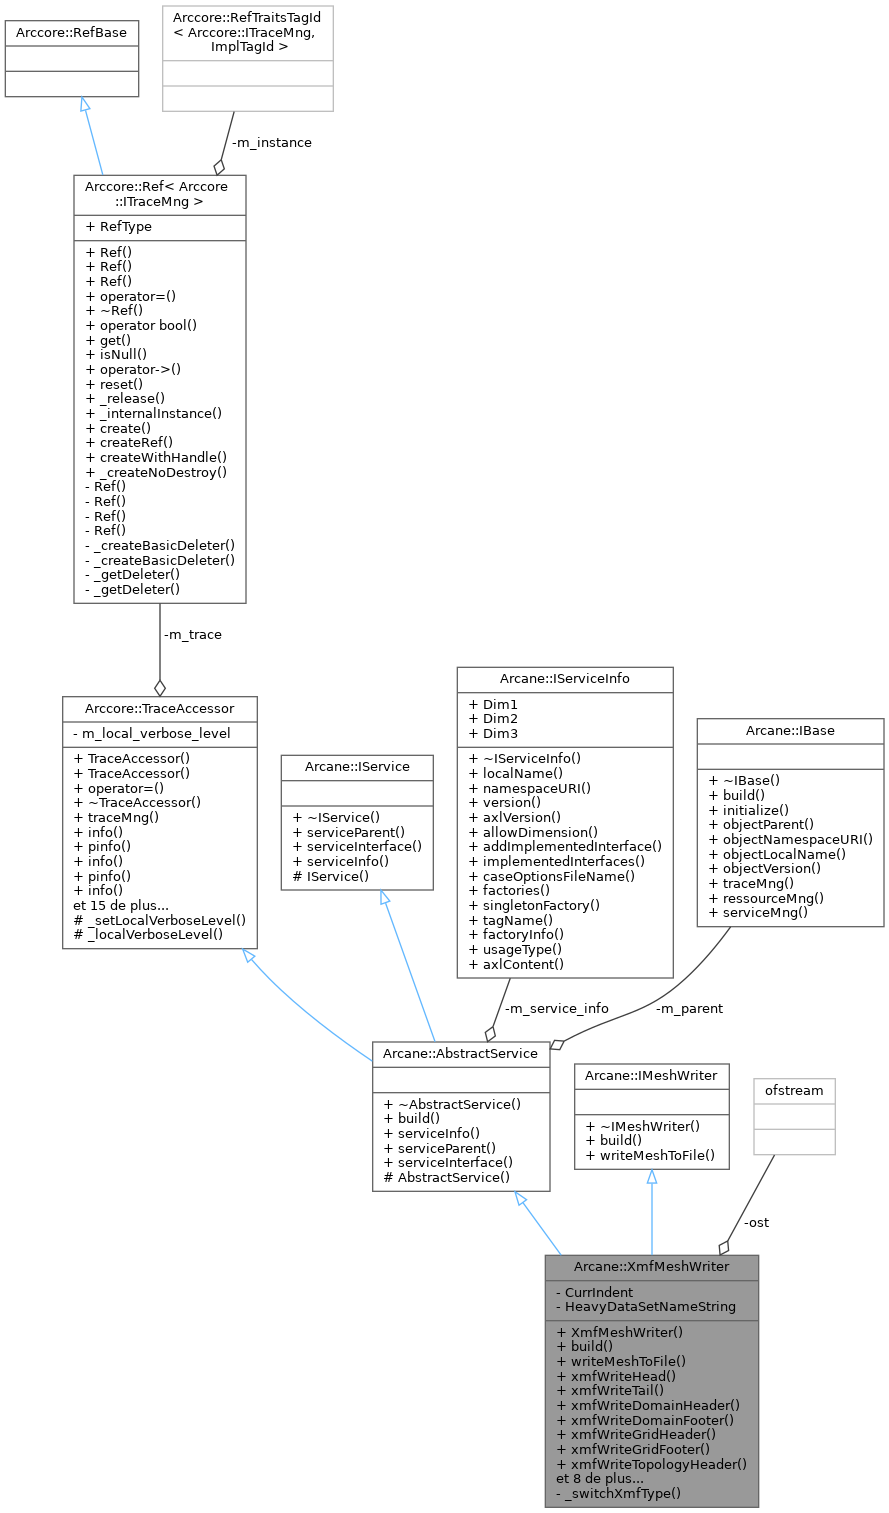 Arccore::RefBase
Arccore::RefTraitsTagId
< Arccore::ITraceMng,
ImplTagId >
-m_instance
Arccore::Ref< Arccore
::ITraceMng >
+ RefType
+ Ref()
+ Ref()
+ Ref()
+ operator=()
+ ~Ref()
+ operator bool()
+ get()
+ isNull()
+ operator->()
+ reset()
+ _release()
+ _internalInstance()
+ create()
+ createRef()
+ createWithHandle()
+ _createNoDestroy()
- Ref()
- Ref()
- Ref()
- Ref()
- _createBasicDeleter()
- _createBasicDeleter()
- _getDeleter()
- _getDeleter()
-m_trace
Arccore::TraceAccessor
- m_local_verbose_level
+ TraceAccessor()
+ TraceAccessor()
+ operator=()
+ ~TraceAccessor()
+ traceMng()
+ info()
+ pinfo()
+ info()
+ pinfo()
+ info()
et 15 de plus...
# _setLocalVerboseLevel()
# _localVerboseLevel()
Arcane::IService
+ ~IService()
+ serviceParent()
+ serviceInterface()
+ serviceInfo()
# IService()
Arcane::IServiceInfo
+ Dim1
+ Dim2
+ Dim3
+ ~IServiceInfo()
+ localName()
+ namespaceURI()
+ version()
+ axlVersion()
+ allowDimension()
+ addImplementedInterface()
+ implementedInterfaces()
+ caseOptionsFileName()
+ factories()
+ singletonFactory()
+ tagName()
+ factoryInfo()
+ usageType()
+ axlContent()
Arcane::IBase
+ ~IBase()
+ build()
+ initialize()
+ objectParent()
+ objectNamespaceURI()
+ objectLocalName()
+ objectVersion()
+ traceMng()
+ ressourceMng()
+ serviceMng()
-m_service_info
-m_parent
Arcane::AbstractService
+ ~AbstractService()
+ build()
+ serviceInfo()
+ serviceParent()
+ serviceInterface()
# AbstractService()
Arcane::IMeshWriter
+ ~IMeshWriter()
+ build()
+ writeMeshToFile()
ofstream
-ost
Arcane::XmfMeshWriter
- CurrIndent
- HeavyDataSetNameString
+ XmfMeshWriter()
+ build()
+ writeMeshToFile()
+ xmfWriteHead()
+ xmfWriteTail()
+ xmfWriteDomainHeader()
+ xmfWriteDomainFooter()
+ xmfWriteGridHeader()
+ xmfWriteGridFooter()
+ xmfWriteTopologyHeader()
et 8 de plus...
- _switchXmfType()